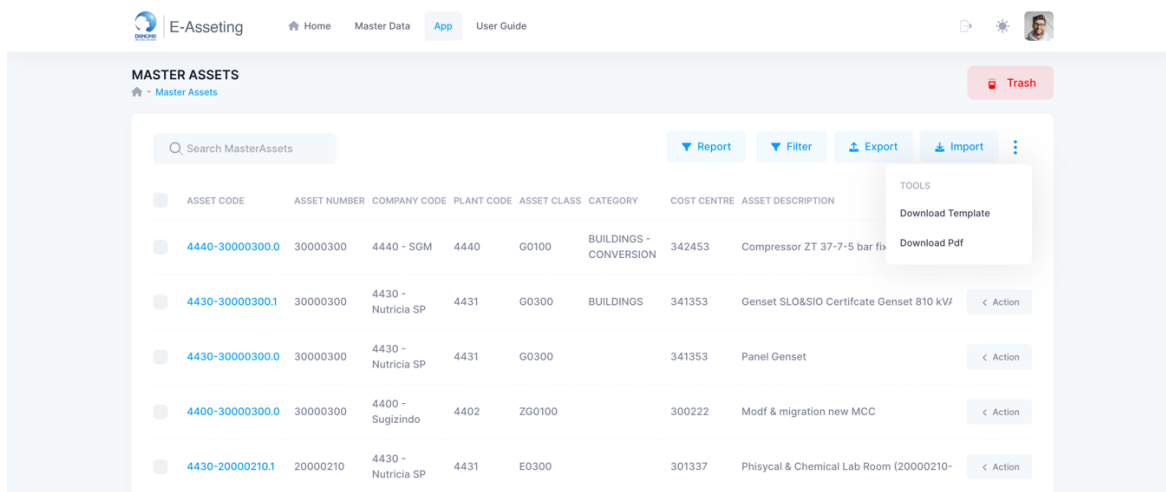 DANONE
E-Asseting
Home Master Data App User Guide
MASTER ASSETS
Trash
- Master Assets
Search MasterAssets
Report Filter Export Import
TOOLS
Download Template
Download Pdf
ASSET CODE ASSET NUMBER COMPANY CODE PLANT CODE ASSET CLASS CATEGORY COST CENTRE ASSET DESCRIPTION
4440-30000300.0 30000300 4440 - SGM 4440 G0100 BUILDINGS - CONVERSION 342453 Compressor ZT 37-7-5 bar fix
4430-30000300.1 30000300 4430 - Nutricia SP 4431 G0300 BUILDINGS 341353 Genset SLO&SIO Certifcate Genset 810 kVA < Action
4430-30000300.0 30000300 4430 - Nutricia SP 4431 G0300 341353 Panel Genset < Action
4400-30000300.0 30000300 4400 - Sugizindo 4402 ZG0100 300222 Modf & migration new MCC < Action
4430-20000210.1 20000210 4430 - Nutricia SP 4431 E0300 301337 Phisycal & Chemical Lab Room (20000210- < Action